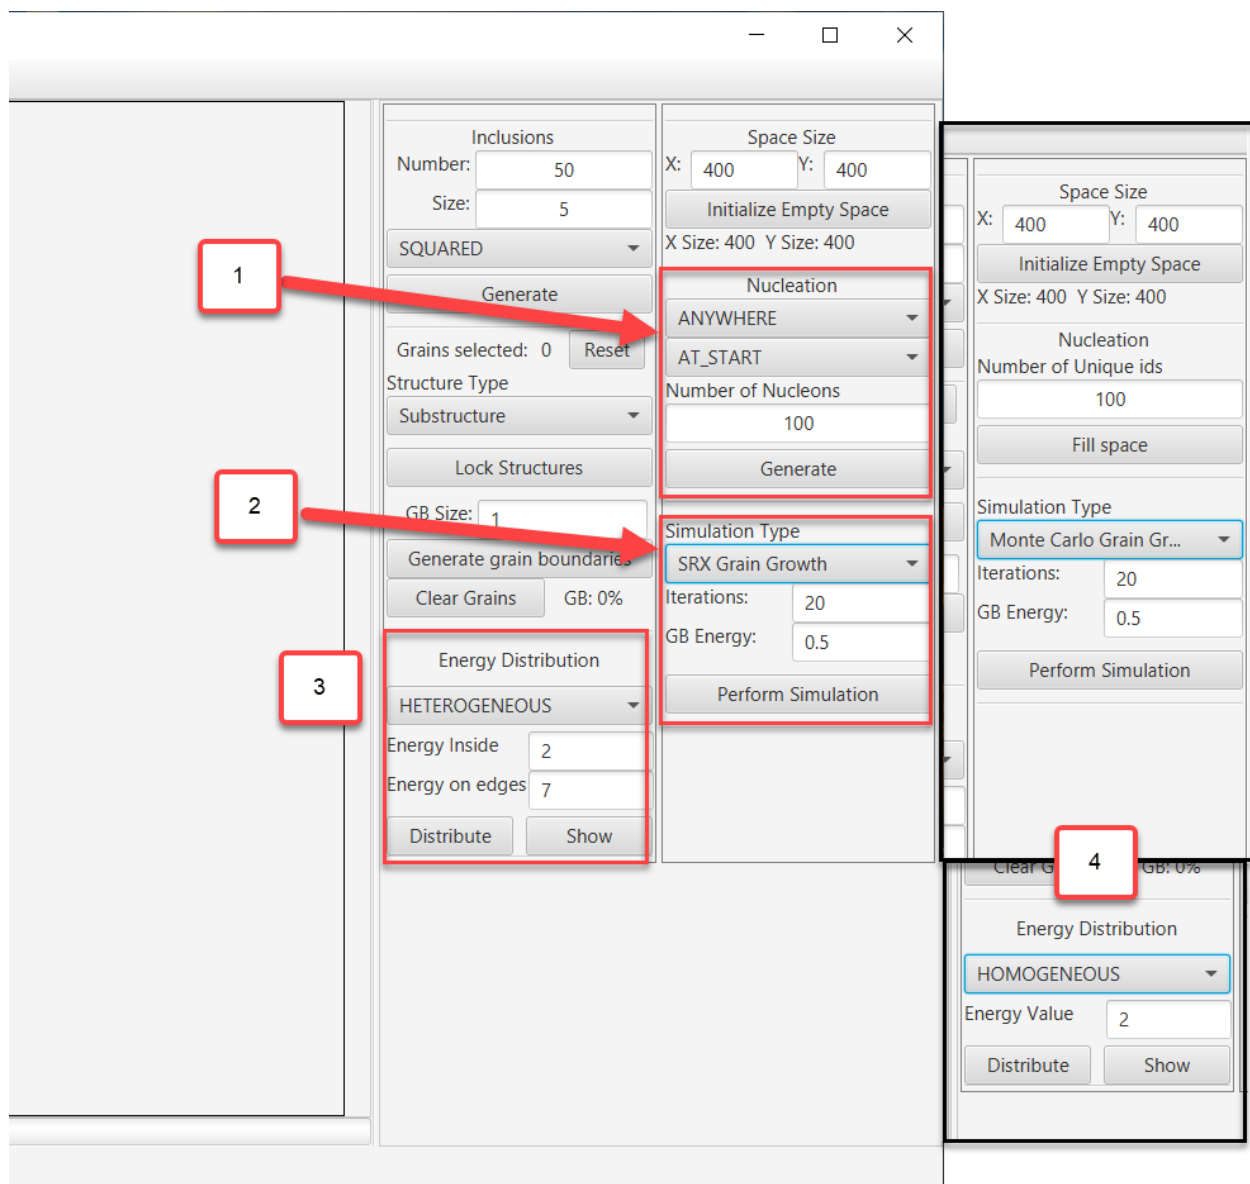 Inclusions
Number: 50
Size: 5
SQUARED
Generate
Grains selected: 0 Reset
Structure Type
Substructure
Lock Structures
GB Size: 1
Generate grain boundaries
Clear Grains GB: 0%
Energy Distribution
HETEROGENEOUS
Energy Inside 2
Energy on edges 7
Distribute Show
Space Size
X: 400 Y: 400
Initialize Empty Space
X Size: 400 Y Size: 400
Nucleation
ANYWHERE
AT_START
Number of Nucleons
100
Generate
Simulation Type
SRX Grain Growth
Iterations: 20
GB Energy: 0.5
Perform Simulation
1
2
3
Space Size
X: 400 Y: 400
Initialize Empty Space
X Size: 400 Y Size: 400
Nucleation
Number of Unique ids
100
Fill space
Simulation Type
Monte Carlo Grain Gr...
Iterations: 20
GB Energy: 0.5
Perform Simulation
4
Clear G GB: 0%
Energy Distribution
HOMOGENEOUS
Energy Value 2
Distribute Show